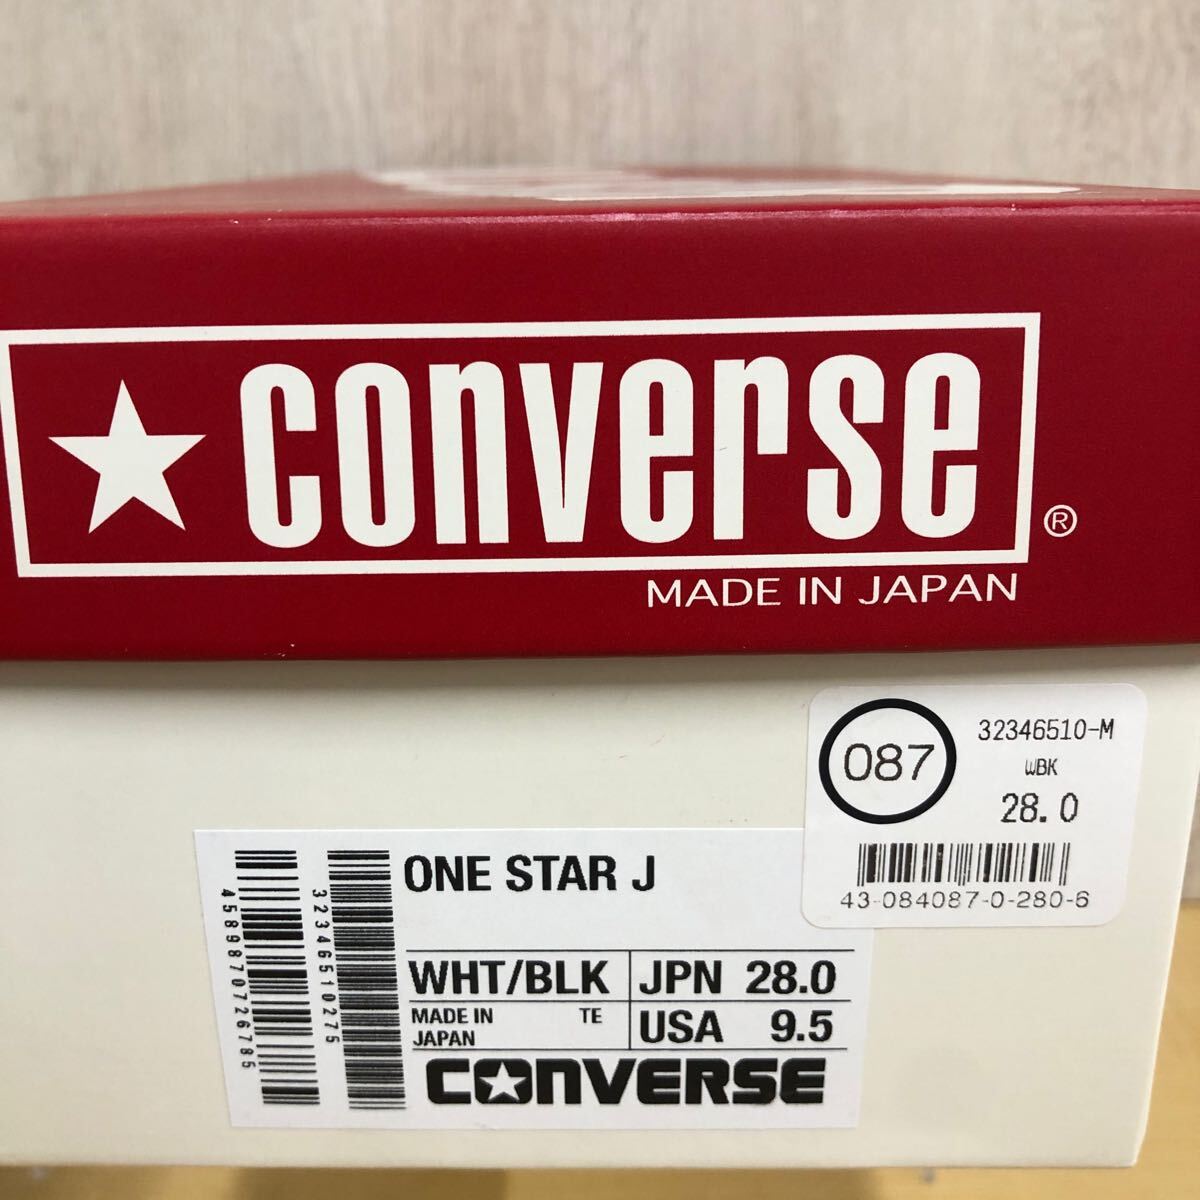 converse ®
MADE IN JAPAN
087
32346510-M
WBK
28.0
43-084087-0-280-6
4589870726785
32346510275
ONE STAR J
WHT/BLK JPN 28.0
MADE IN JAPAN TE USA 9.5
CONVERSE